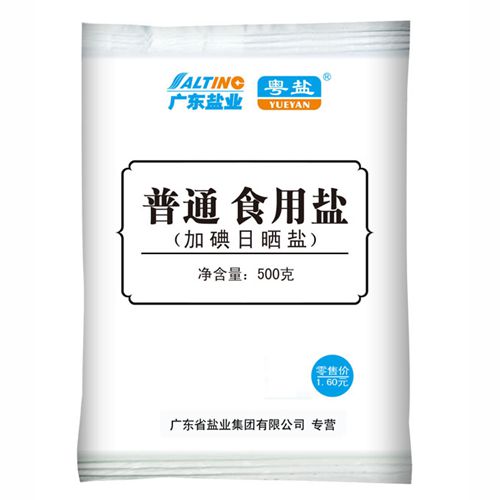 SALTING
广东盐业
粤盐®
YUEYAN
普通 食用盐
（加碘日晒盐）
净含量：500克
零售价
1.60元
广东省盐业集团有限公司 专营